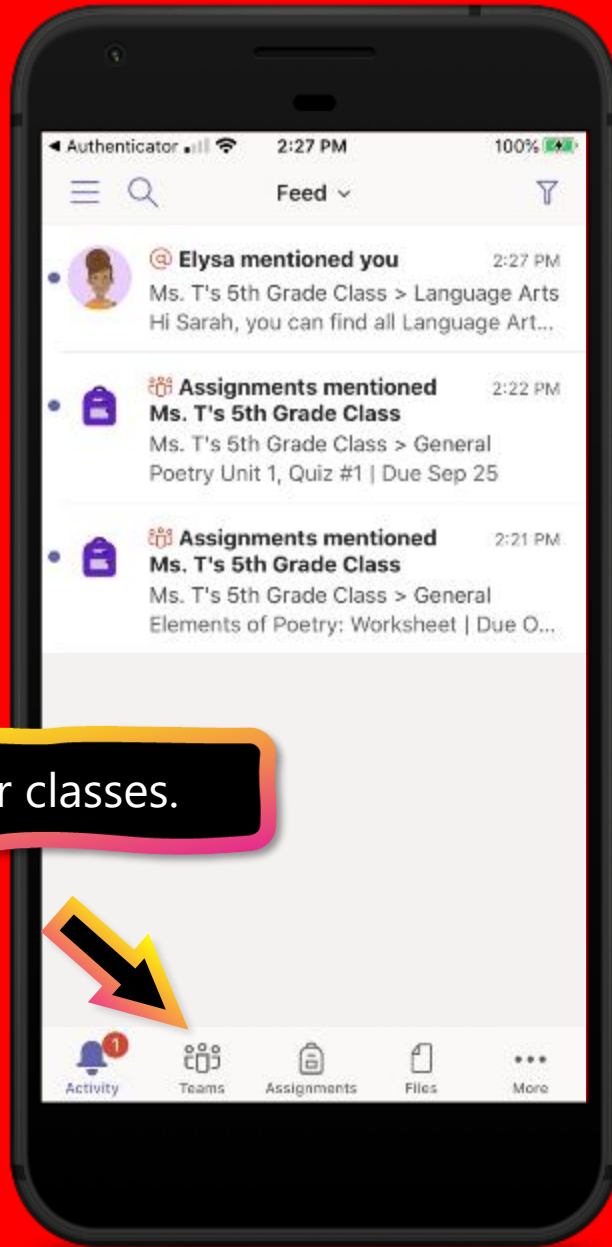 Authenticator 2:27 PM 100%
Feed
@ Elysa mentioned you 2:27 PM
Ms. T's 5th Grade Class > Language Arts
Hi Sarah, you can find all Language Art...
Assignments mentioned 2:22 PM
Ms. T's 5th Grade Class
Ms. T's 5th Grade Class > General
Poetry Unit 1, Quiz #1 | Due Sep 25
Assignments mentioned 2:21 PM
Ms. T's 5th Grade Class
Ms. T's 5th Grade Class > General
Elements of Poetry: Worksheet | Due O...
r classes.
1
Activity Teams Assignments Files More